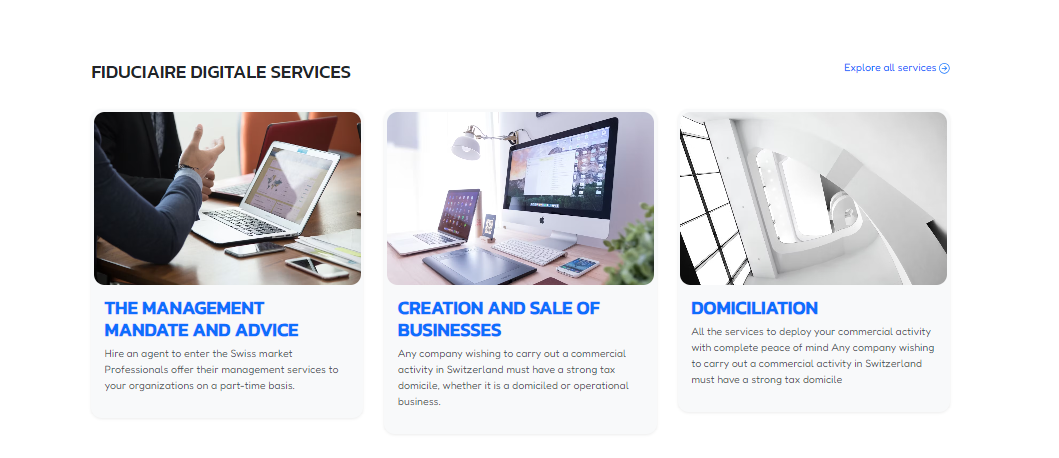 FIDUCIAIRE DIGITALE SERVICES
Explore all services
THE MANAGEMENT
MANDATE AND ADVICE
Hire an agent to enter the Swiss market
Professionals offer their management services to
your organizations on a part-time basis.
CREATION AND SALE OF
BUSINESSES
Any company wishing to carry out a commercial
activity in Switzerland must have a strong tax
domicile, whether it is a domiciled or operational
business.
DOMICILIATION
All the services to deploy your commercial activity
with complete peace of mind Any company wishing
to carry out a commercial activity in Switzerland
must have a strong tax domicile